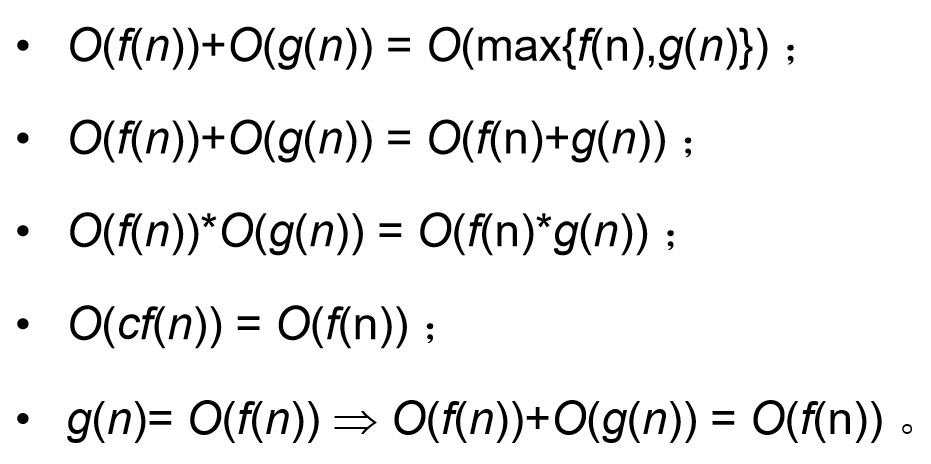 • O(f(n))+O(g(n)) = O(max{f(n),g(n)}) ；
• O(f(n))+O(g(n)) = O(f(n)+g(n)) ；
• O(f(n))*O(g(n)) = O(f(n)*g(n)) ；
• O(cf(n)) = O(f(n)) ；
• g(n)= O(f(n)) ⇒ O(f(n))+O(g(n)) = O(f(n)) 。